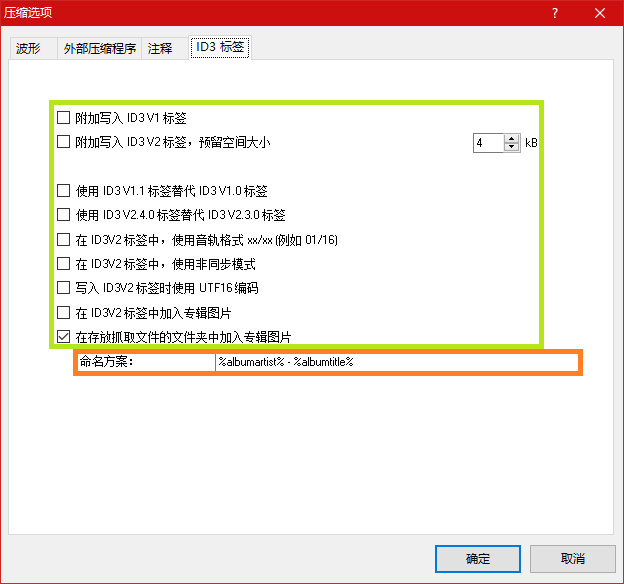 压缩选项
?
波形 外部压缩程序 注释 ID3 标签
附加写入 ID3 V1 标签
附加写入 ID3 V2 标签，预留空间大小 4 kB
使用 ID3 V1.1 标签替代 ID3 V1.0 标签
使用 ID3 V2.4.0 标签替代 ID3 V2.3.0 标签
在 ID3V2 标签中，使用音轨格式 xx/xx (例如 01/16)
在 ID3V2 标签中，使用非同步模式
写入 ID3V2 标签时使用 UTF16 编码
在 ID3V2 标签中加入专辑图片
在存放抓取文件的文件夹中加入专辑图片
命名方案： %albumartist% - %albumtitle%
确定 取消